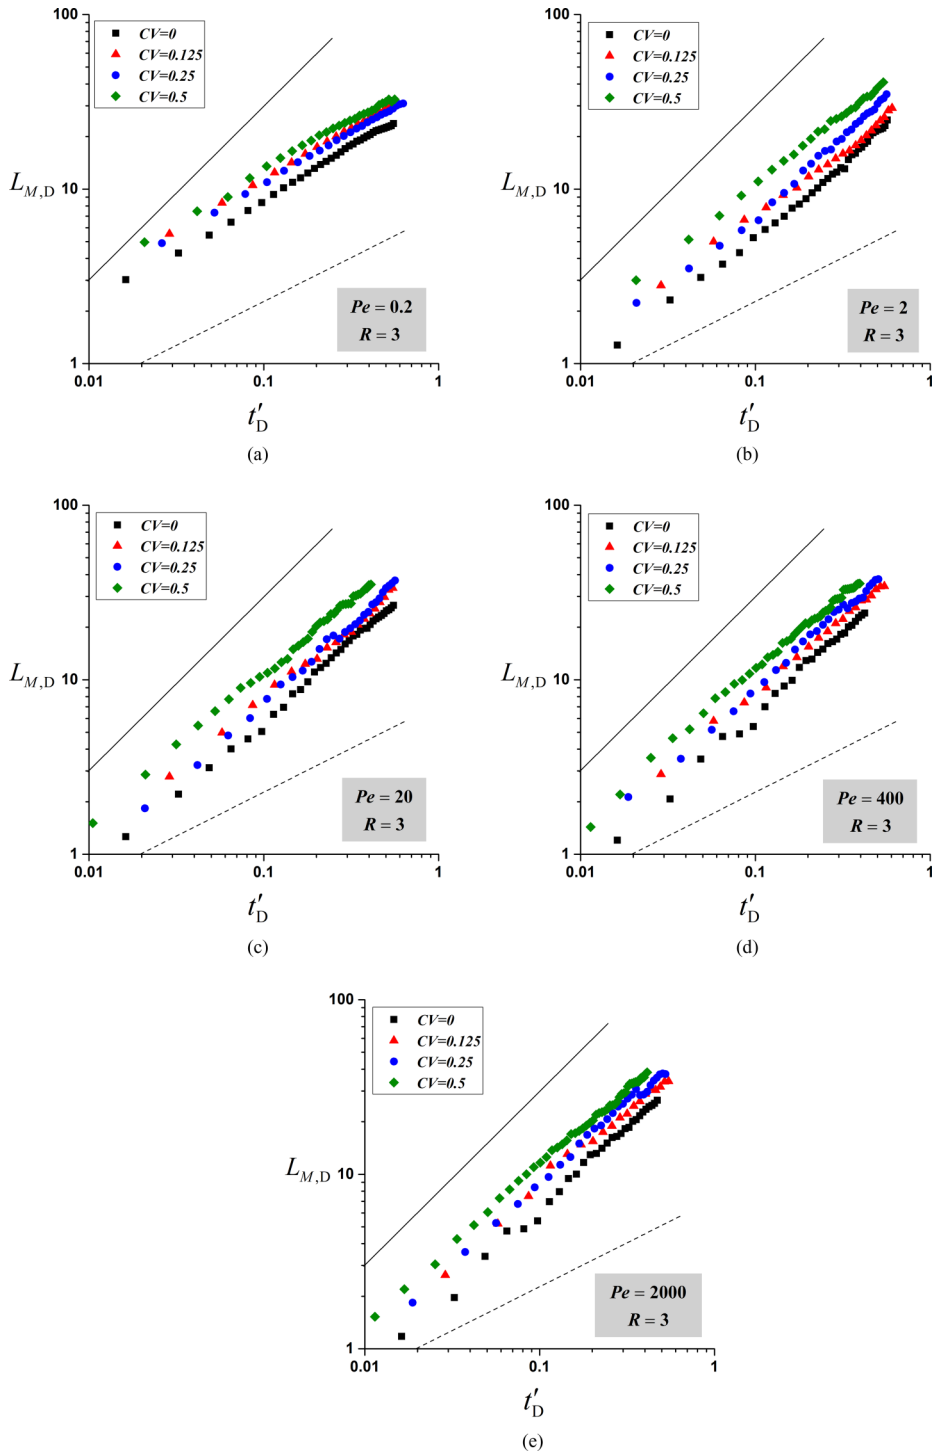 100
CV=0
CV=0.125
CV=0.25
CV=0.5
L_{M,D}
10
Pe = 0.2
R = 3
1
0.01
0.1
1
t'_D
(a)
100
CV=0
CV=0.125
CV=0.25
CV=0.5
L_{M,D}
10
Pe = 2
R = 3
1
0.01
0.1
1
t'_D
(b)
100
CV=0
CV=0.125
CV=0.25
CV=0.5
L_{M,D}
10
Pe = 20
R = 3
1
0.01
0.1
1
t'_D
(c)
100
CV=0
CV=0.125
CV=0.25
CV=0.5
L_{M,D}
10
Pe = 400
R = 3
1
0.01
0.1
1
t'_D
(d)
100
CV=0
CV=0.125
CV=0.25
CV=0.5
L_{M,D}
10
Pe = 2000
R = 3
1
0.01
0.1
1
t'_D
(e)